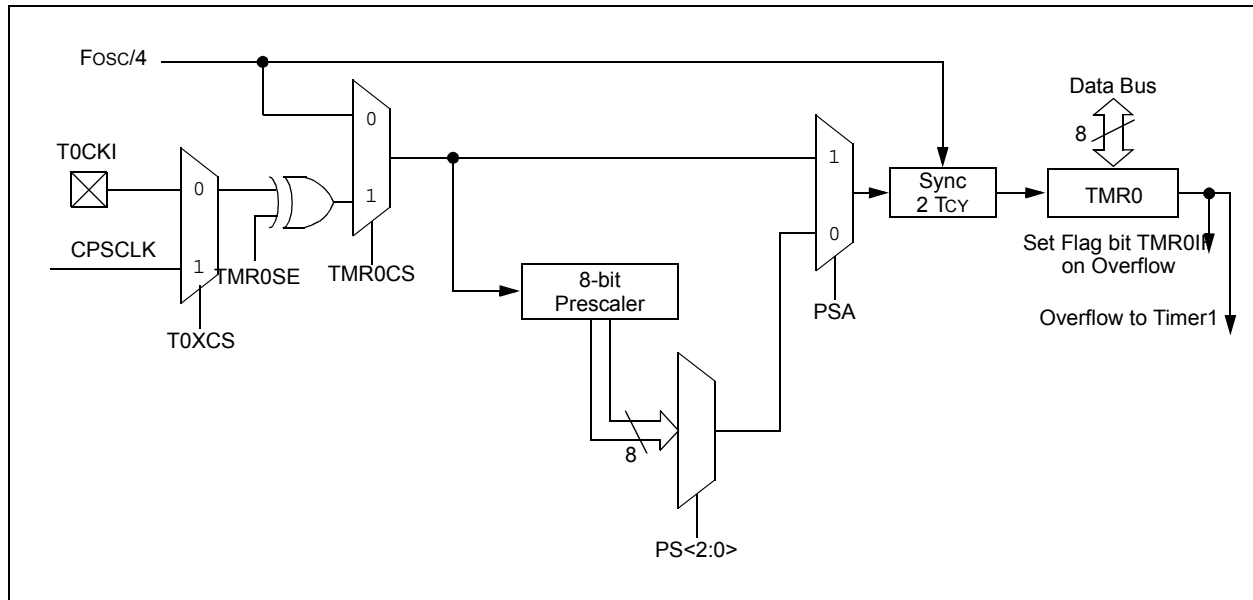 FOSC/4
Data Bus
8
0
T0CKI
0
1
1
Sync
2 TCY
TMR0
CPSCLK
1
TMR0SE
TMR0CS
0
Set Flag bit TMR0IF
on Overflow
8-bit
Prescaler
PSA
T0XCS
Overflow to Timer1
8
PS<2:0>